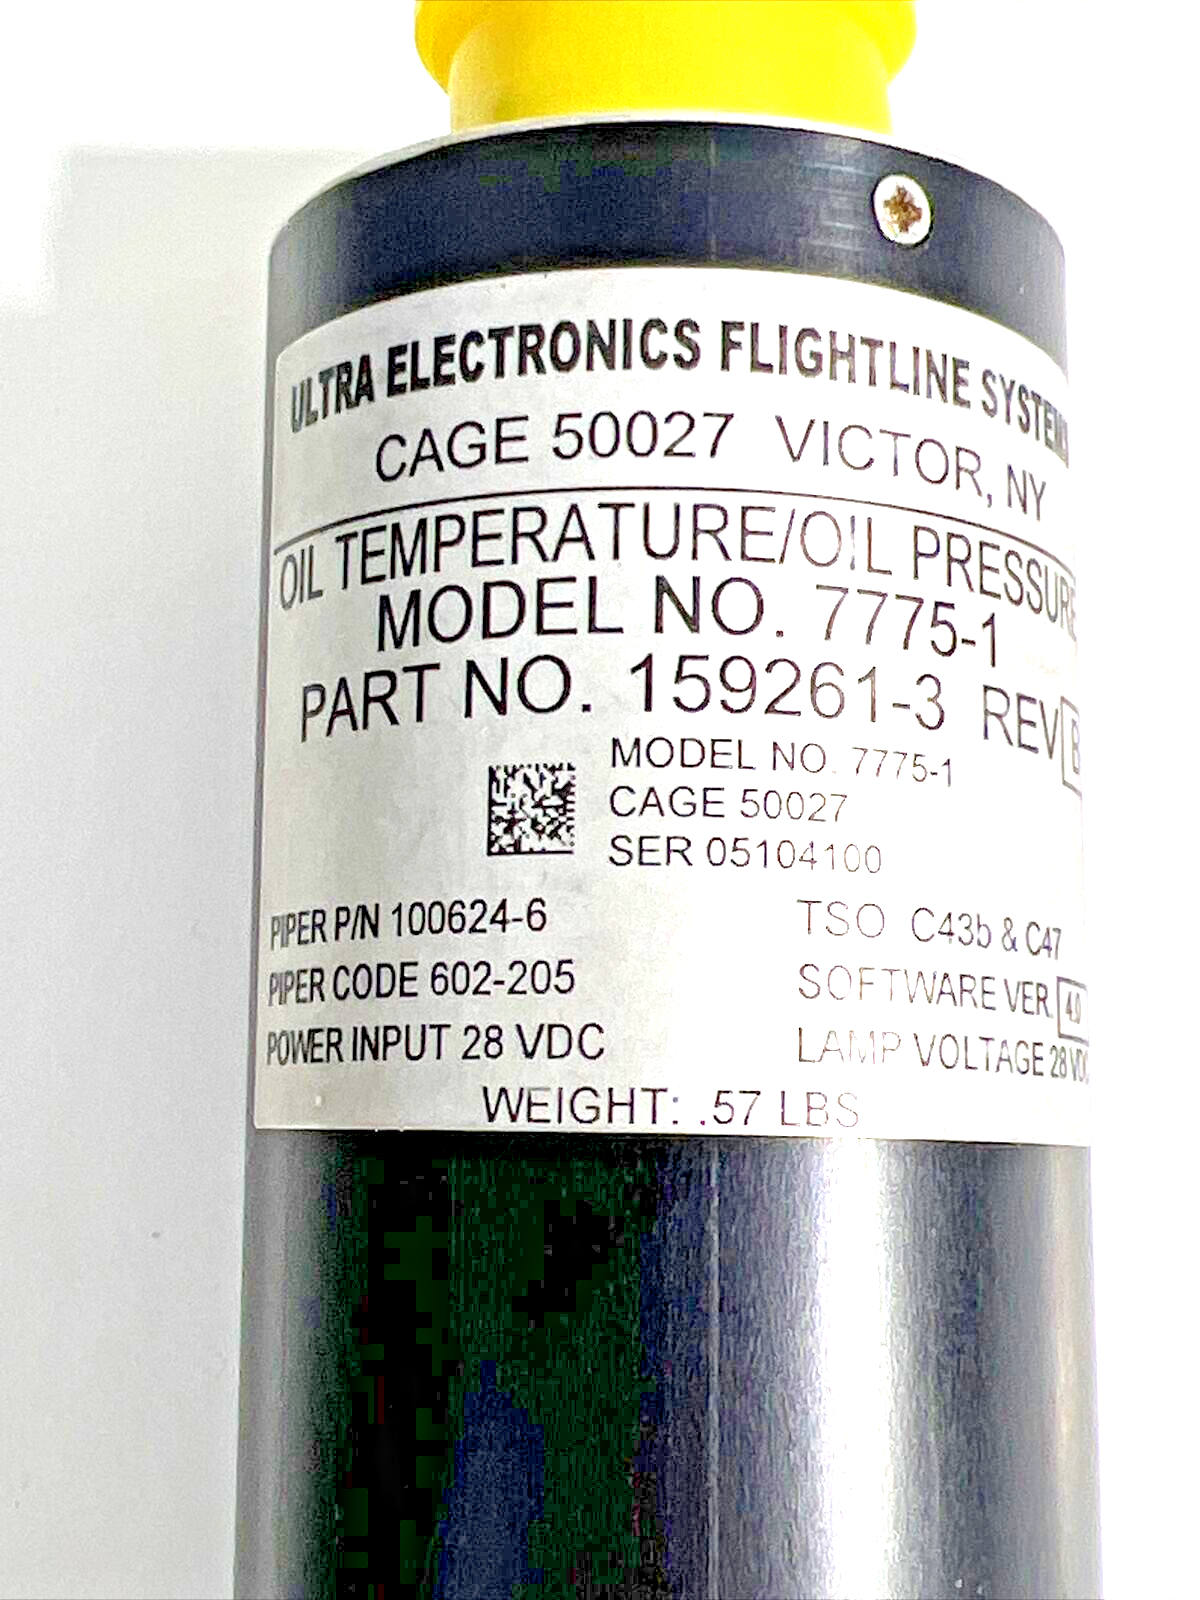 ULTRA ELECTRONICS FLIGHTLINE SYSTEMS
CAGE 50027 VICTOR, NY
OIL TEMPERATURE/OIL PRESSURE
MODEL NO. 7775-1
PART NO. 159261-3 REV B
MODEL NO. 7775-1
CAGE 50027
SER 05104100
PIPER P/N 100624-6
PIPER CODE 602-205
POWER INPUT 28 VDC
TSO C43b & C47
SOFTWARE VER. 4.0
LAMP VOLTAGE 28 VDC
WEIGHT: .57 LBS